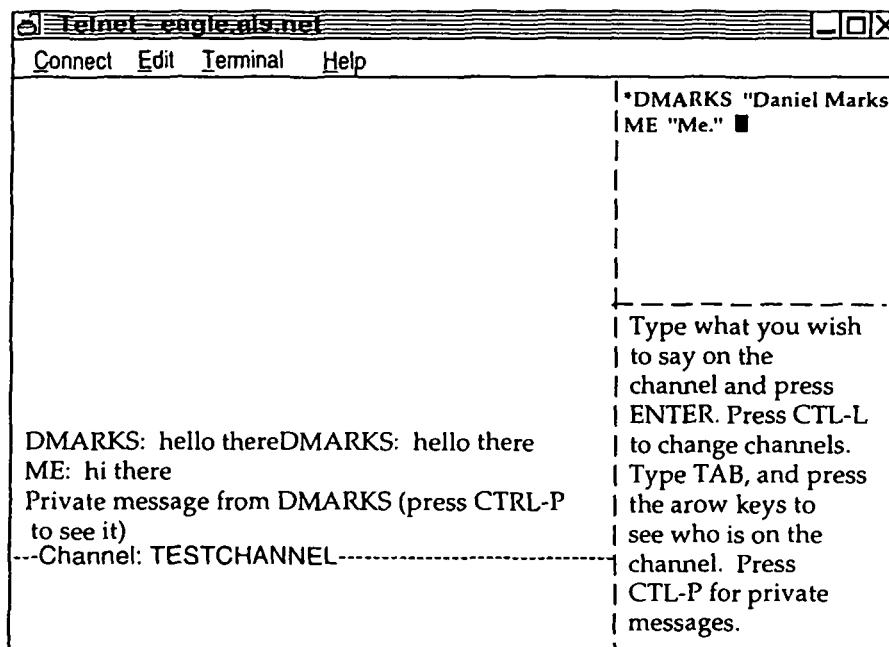 Telnet - eagle.als.net
Connect Edit Terminal Help
*DMARKS "Daniel Marks
ME "Me."
DMARKS: hello thereDMARKS: hello there
ME: hi there
Private message from DMARKS (press CTRL-P
to see it)
---Channel: TESTCHANNEL---
Type what you wish
to say on the
channel and press
ENTER. Press CTL-L
to change channels.
Type TAB, and press
the arow keys to
see who is on the
channel. Press
CTL-P for private
messages.